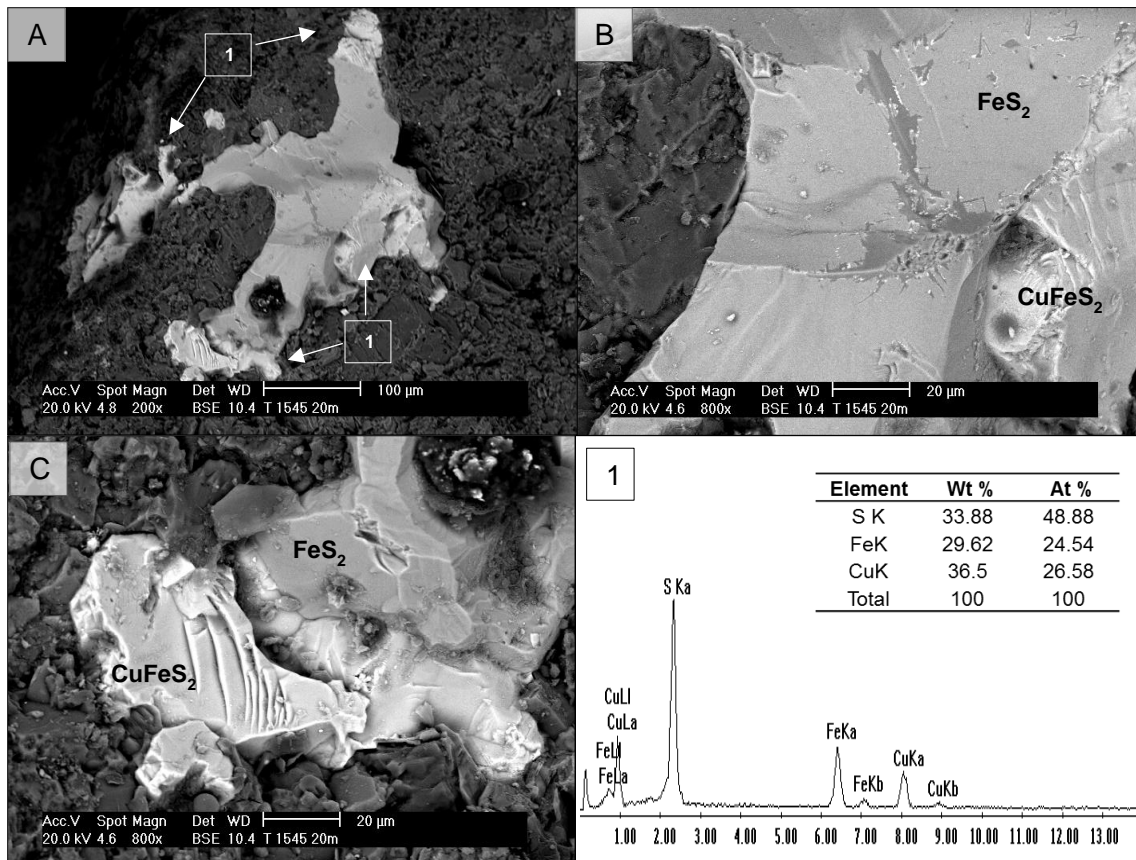 A
1
1
Acc.V Spot Magn Det WD 100 µm
20.0 kV 4.8 200x BSE 10.4 T 1545 20m
B
FeS2
CuFeS2
Acc.V Spot Magn Det WD 20 µm
20.0 kV 4.6 800x BSE 10.4 T 1545 20m
C
FeS2
CuFeS2
Acc.V Spot Magn Det WD 20 µm
20.0 kV 4.6 800x BSE 10.4 T 1545 20m
1
Element Wt % At %
S K 33.88 48.88
FeK 29.62 24.54
CuK 36.5 26.58
Total 100 100
S Ka
CuLl
CuLa
FeLl
FeLa
FeKa
FeKb
CuKa
CuKb
1.00 2.00 3.00 4.00 5.00 6.00 7.00 8.00 9.00 10.00 11.00 12.00 13.00